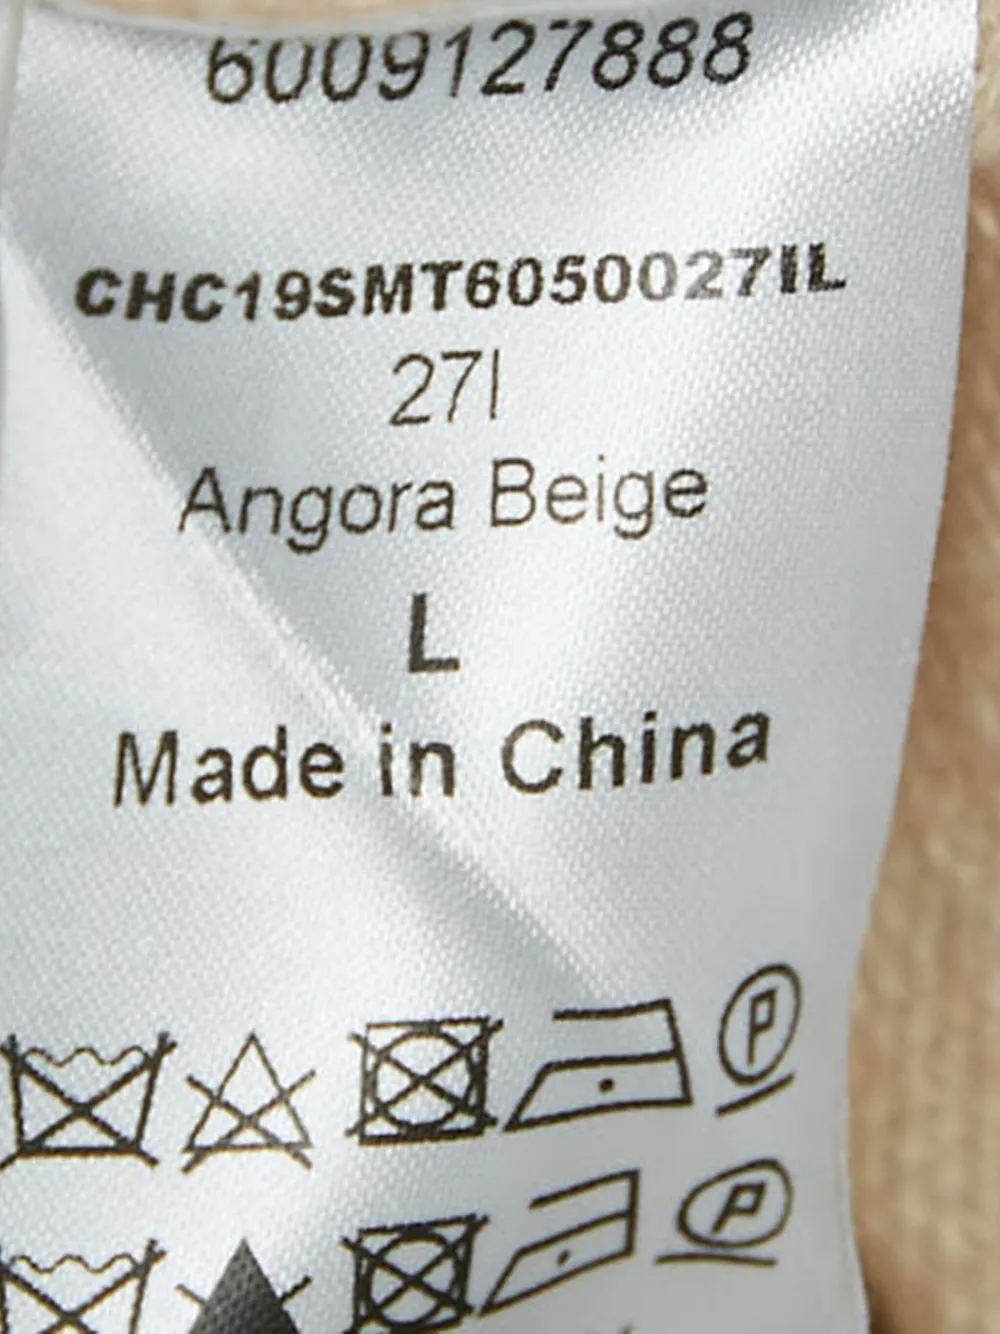 6009127888
CHC19SMT6050027IL
27I
Angora Beige
L
Made in China
P
P